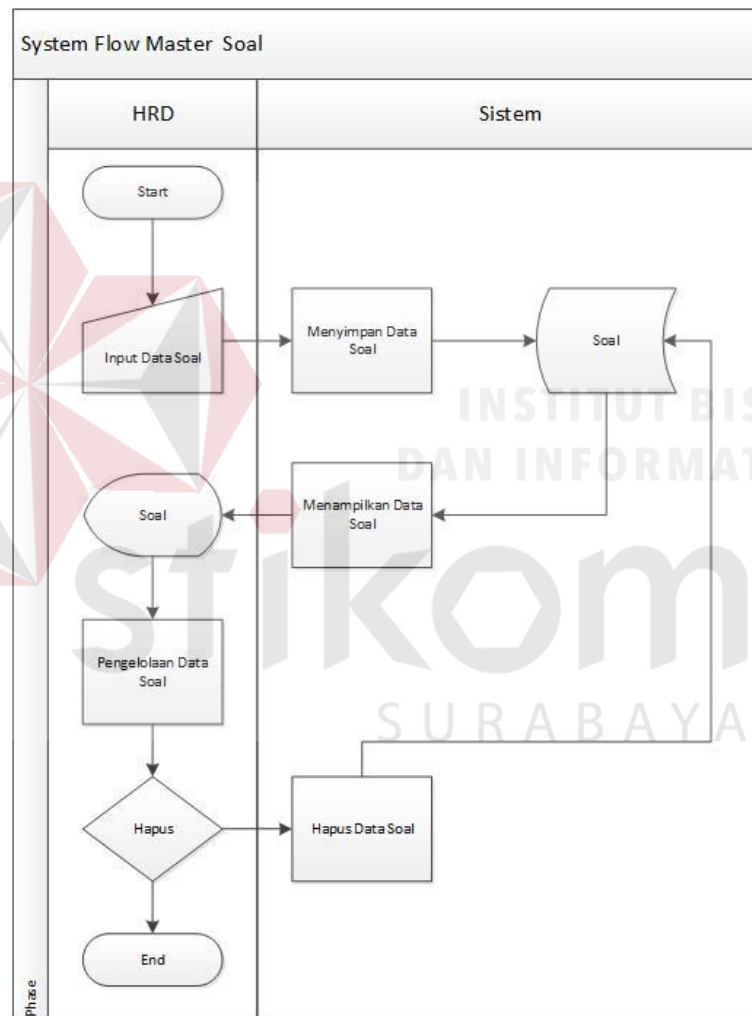 System Flow Master Soal
HRD
Sistem
Start
Input Data Soal
Menyimpan Data
Soal
Soal
INSTITUT BIS
DAN INFORMAT
Menampilkan Data
Soal
Soal
stikom
Pengelolaan Data
Soal
SURABAYA
Hapus
Hapus Data Soal
End
Phase